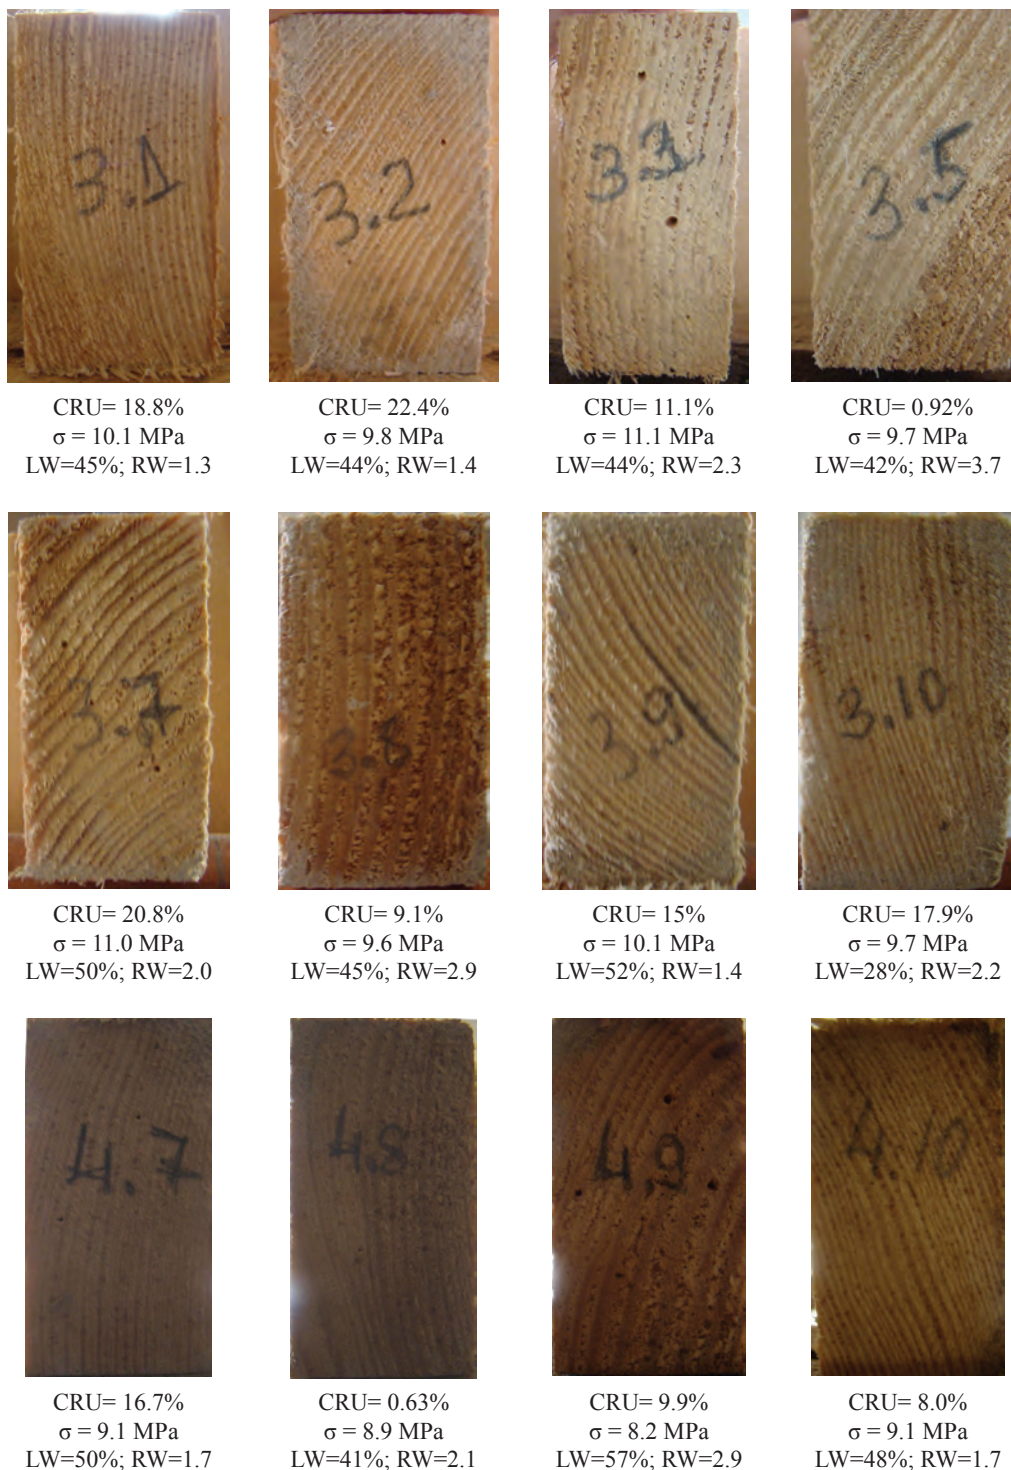 3.1
3.2
3.3
3.5
CRU= 18.8%
σ = 10.1 MPa
LW=45%; RW=1.3
CRU= 22.4%
σ = 9.8 MPa
LW=44%; RW=1.4
CRU= 11.1%
σ = 11.1 MPa
LW=44%; RW=2.3
CRU= 0.92%
σ = 9.7 MPa
LW=42%; RW=3.7
3.7
3.8
3.9
3.10
CRU= 20.8%
σ = 11.0 MPa
LW=50%; RW=2.0
CRU= 9.1%
σ = 9.6 MPa
LW=45%; RW=2.9
CRU= 15%
σ = 10.1 MPa
LW=52%; RW=1.4
CRU= 17.9%
σ = 9.7 MPa
LW=28%; RW=2.2
4.7
4.8
4.9
4.10
CRU= 16.7%
σ = 9.1 MPa
LW=50%; RW=1.7
CRU= 0.63%
σ = 8.9 MPa
LW=41%; RW=2.1
CRU= 9.9%
σ = 8.2 MPa
LW=57%; RW=2.9
CRU= 8.0%
σ = 9.1 MPa
LW=48%; RW=1.7